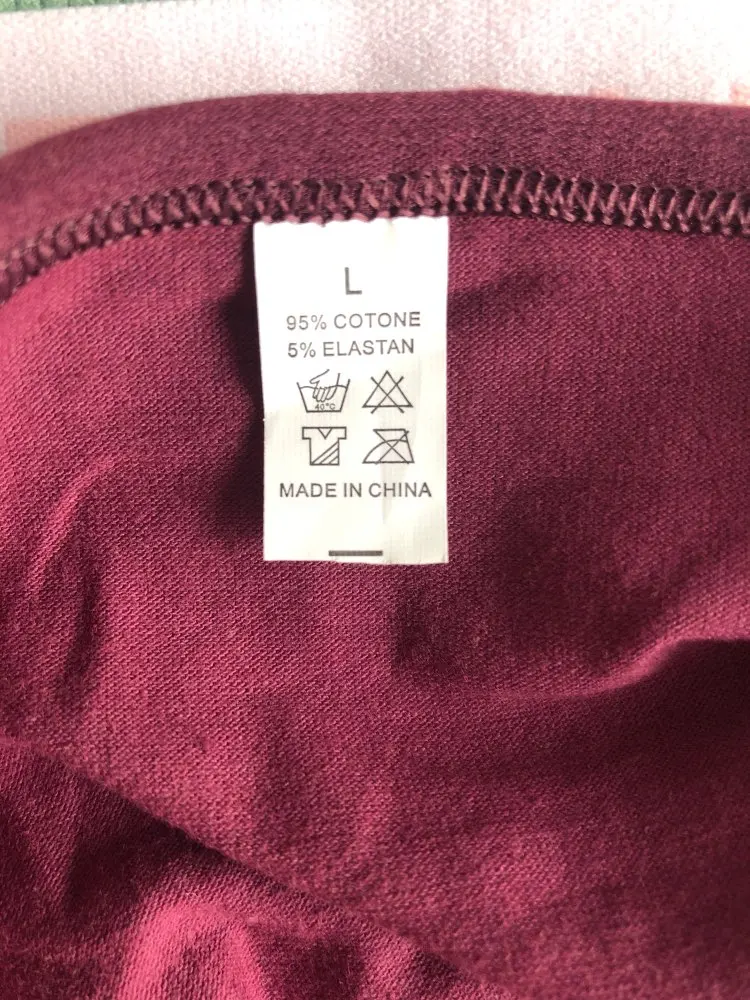 L
95% COTONE
5% ELASTAN
40°C
MADE IN CHINA